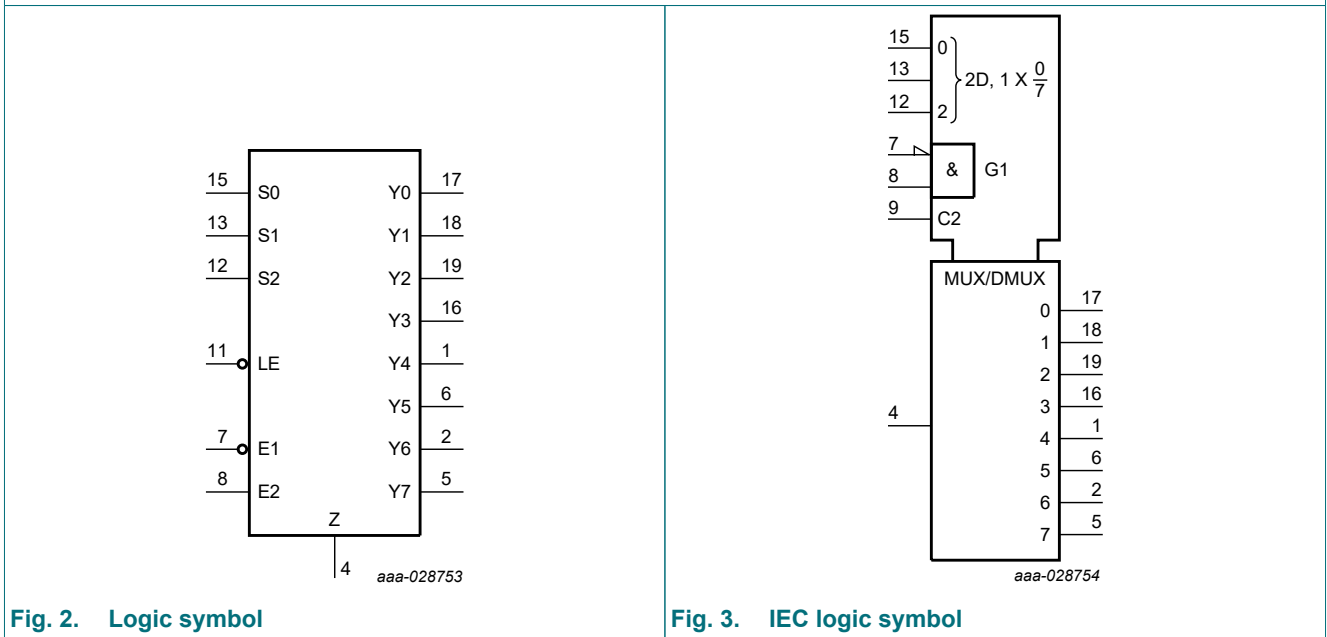 15 S0 Y0 17
13 S1 Y1 18
12 S2 Y2 19
Y3 16
11 LE Y4 1
Y5 6
7 E1 Y6 2
8 E2 Y7 5
Z
4
aaa-028753
Fig. 2. Logic symbol
15 0
13 } 2D, 1 X 0/7
12 2
7
8 & G1
9 C2
MUX/DMUX
0 17
1 18
2 19
3 16
4
4 1
5 6
6 2
7 5
aaa-028754
Fig. 3. IEC logic symbol